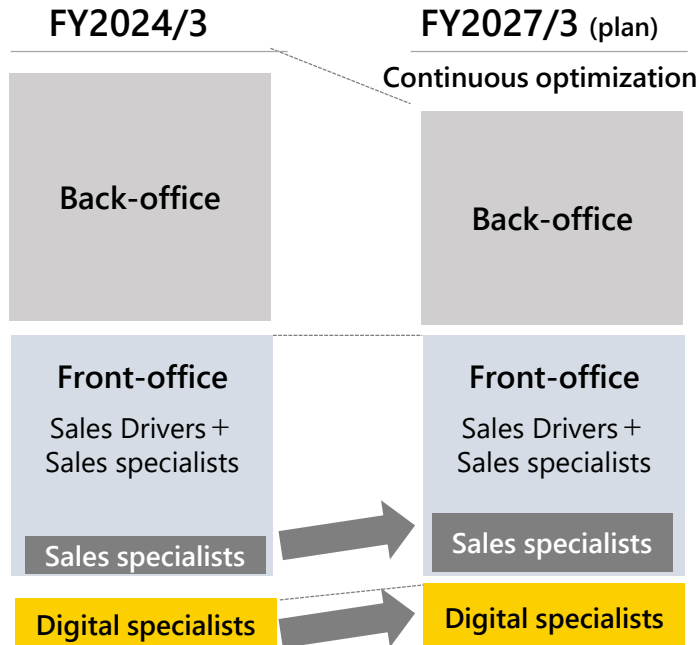 FY2024/3
FY2027/3 (plan)
Continuous optimization
Back-office
Back-office
Front-office
Sales Drivers＋
Sales specialists
Front-office
Sales Drivers＋
Sales specialists
Sales specialists
Sales specialists
Digital specialists
Digital specialists